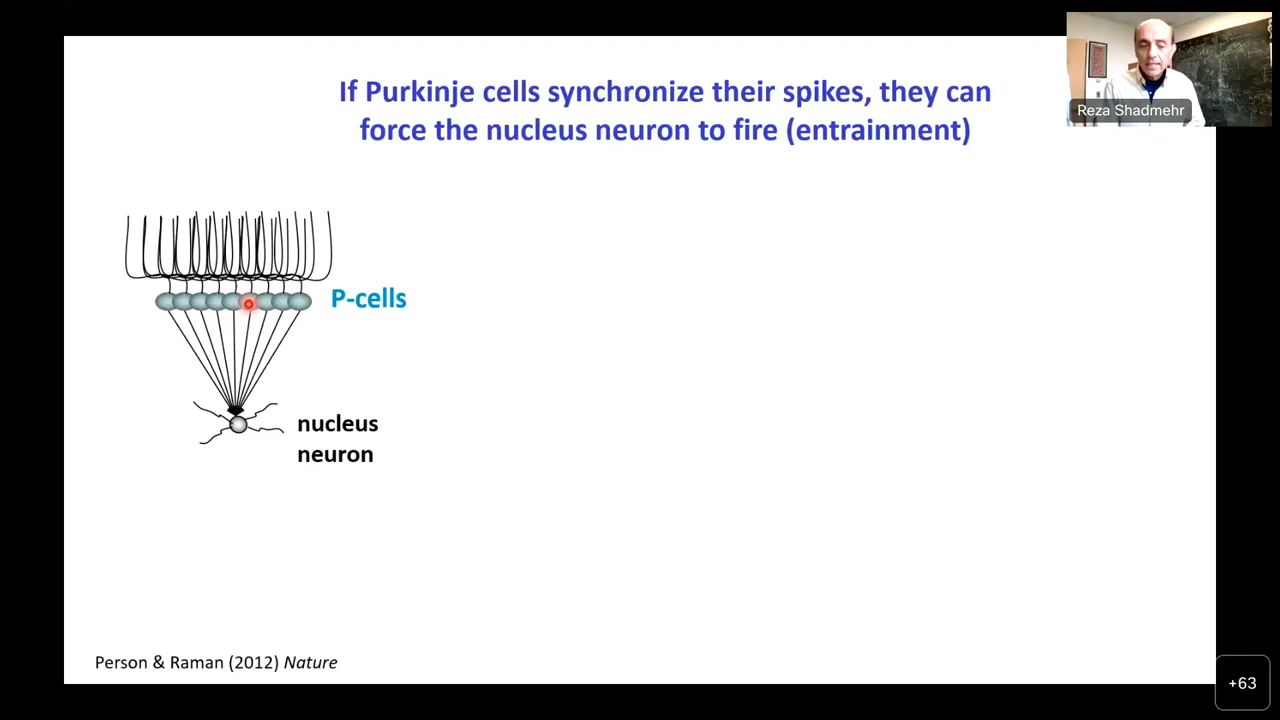 If Purkinje cells synchronize their spikes, they can
force the nucleus neuron to fire (entrainment)
Reza Shadmehr
P-cells
nucleus
neuron
Person & Raman (2012) Nature
+63